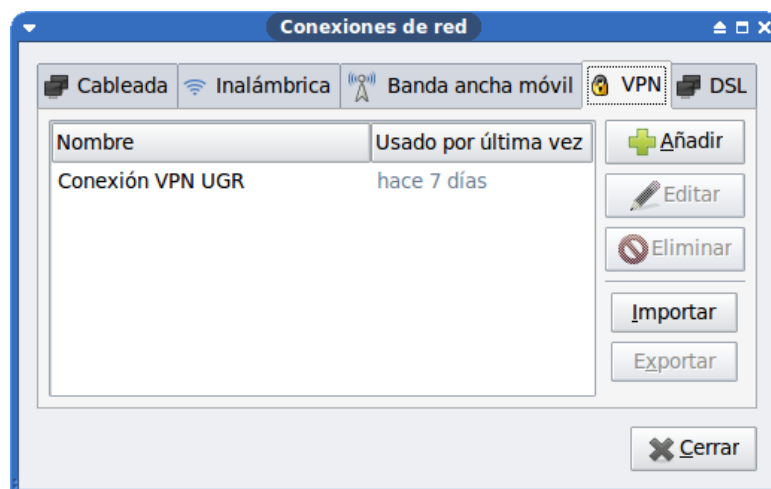 Conexiones de red
Cableada Inalámbrica Banda ancha móvil VPN DSL
Nombre Usado por última vez
Conexión VPN UGR hace 7 días
Añadir
Editar
Eliminar
Importar
Exportar
Cerrar